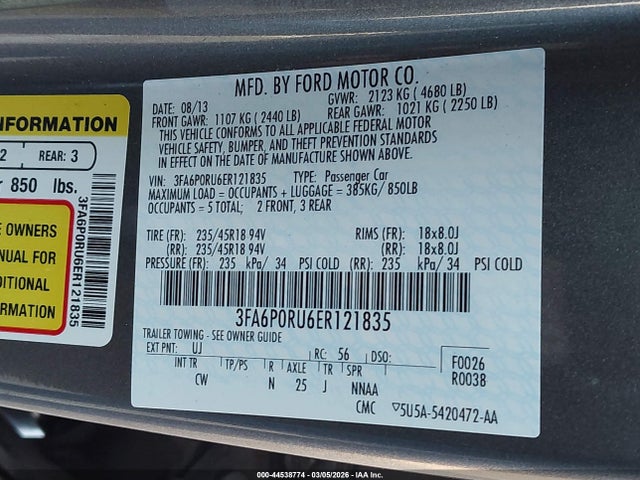 INFORMATION
2 REAR: 3
850 lbs.
OWNERS
MANUAL FOR
ADDITIONAL
INFORMATION
3FA6P0RU6ER121835
MFD. BY FORD MOTOR CO.
DATE: 08/13 GVWR: 2123 KG ( 4680 LB)
FRONT GAWR: 1107 KG ( 2440 LB) REAR GAWR: 1021 KG ( 2250 LB)
THIS VEHICLE CONFORMS TO ALL APPLICABLE FEDERAL MOTOR
VEHICLE SAFETY, BUMPER, AND THEFT PREVENTION STANDARDS
IN EFFECT ON THE DATE OF MANUFACTURE SHOWN ABOVE.
VIN: 3FA6P0RU6ER121835 TYPE: Passenger Car
MAXIMUM LOAD = OCCUPANTS + LUGGAGE = 385KG/ 850LB
OCCUPANTS = 5 TOTAL; 2 FRONT, 3 REAR
TIRE (FR): 235/45R18 94V RIMS (FR): 18x8.0J
(RR): 235/45R18 94V (RR): 18x8.0J
PRESSURE (FR): 235 kPa/ 34 PSI COLD (RR): 235 kPa/ 34 PSI COLD
3FA6P0RU6ER121835
TRAILER TOWING - SEE OWNER GUIDE
EXT PNT: UJ RC: 56 DSO: F0026
R0038
INT TR TP/PS R AXLE TR SPR
CW N 25 J NNAA
CMC ▽5U5A-5420472-AA
000-44538774 - 03/05/2026 - IAA Inc.